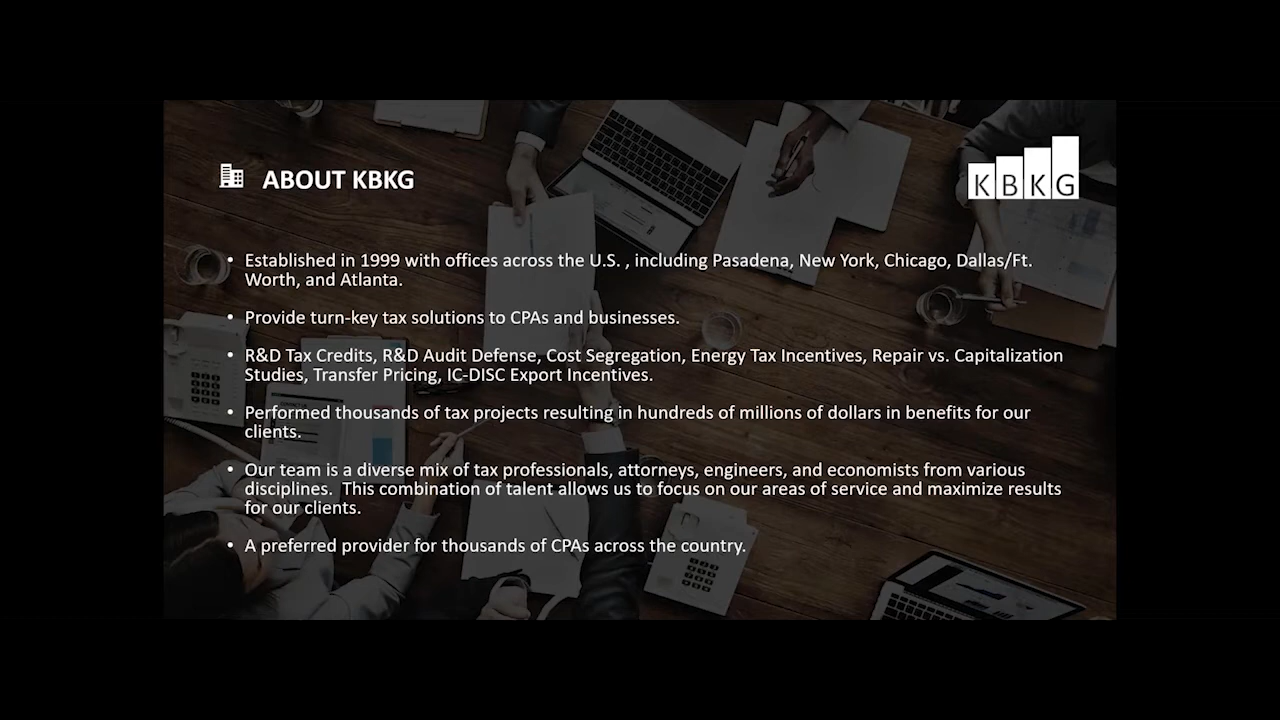 ABOUT KBKG
KBKG
• Established in 1999 with offices across the U.S. , including Pasadena, New York, Chicago, Dallas/Ft.
Worth, and Atlanta.
• Provide turn-key tax solutions to CPAs and businesses.
• R&D Tax Credits, R&D Audit Defense, Cost Segregation, Energy Tax Incentives, Repair vs. Capitalization
Studies, Transfer Pricing, IC-DISC Export Incentives.
• Performed thousands of tax projects resulting in hundreds of millions of dollars in benefits for our
clients.
• Our team is a diverse mix of tax professionals, attorneys, engineers, and economists from various
disciplines.  This combination of talent allows us to focus on our areas of service and maximize results
for our clients.
• A preferred provider for thousands of CPAs across the country.